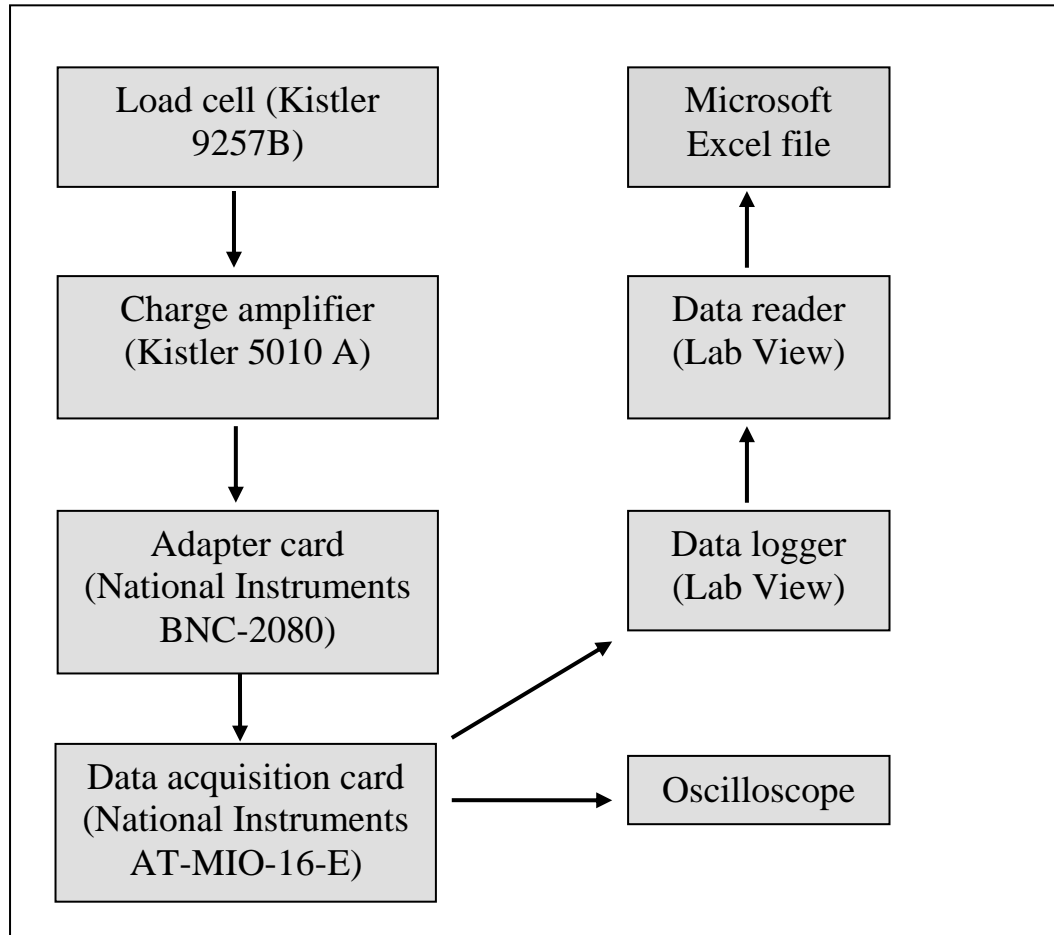 Load cell (Kistler
9257B)
Charge amplifier
(Kistler 5010 A)
Adapter card
(National Instruments
BNC-2080)
Data acquisition card
(National Instruments
AT-MIO-16-E)
Microsoft
Excel file
Data reader
(Lab View)
Data logger
(Lab View)
Oscilloscope